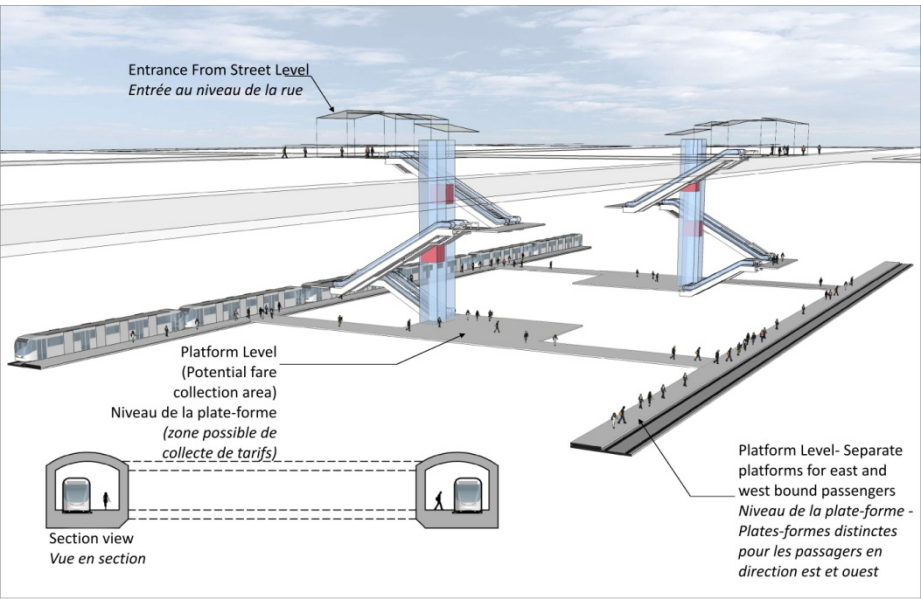 Entrance From Street Level
Entrée au niveau de la rue
Platform Level
(Potential fare
collection area)
Niveau de la plate-forme
(zone possible de
collecte de tarifs)
Platform Level- Separate
platforms for east and
west bound passengers
Niveau de la plate-forme -
Plates-formes distinctes
pour les passagers en
direction est et ouest
Section view
Vue en section